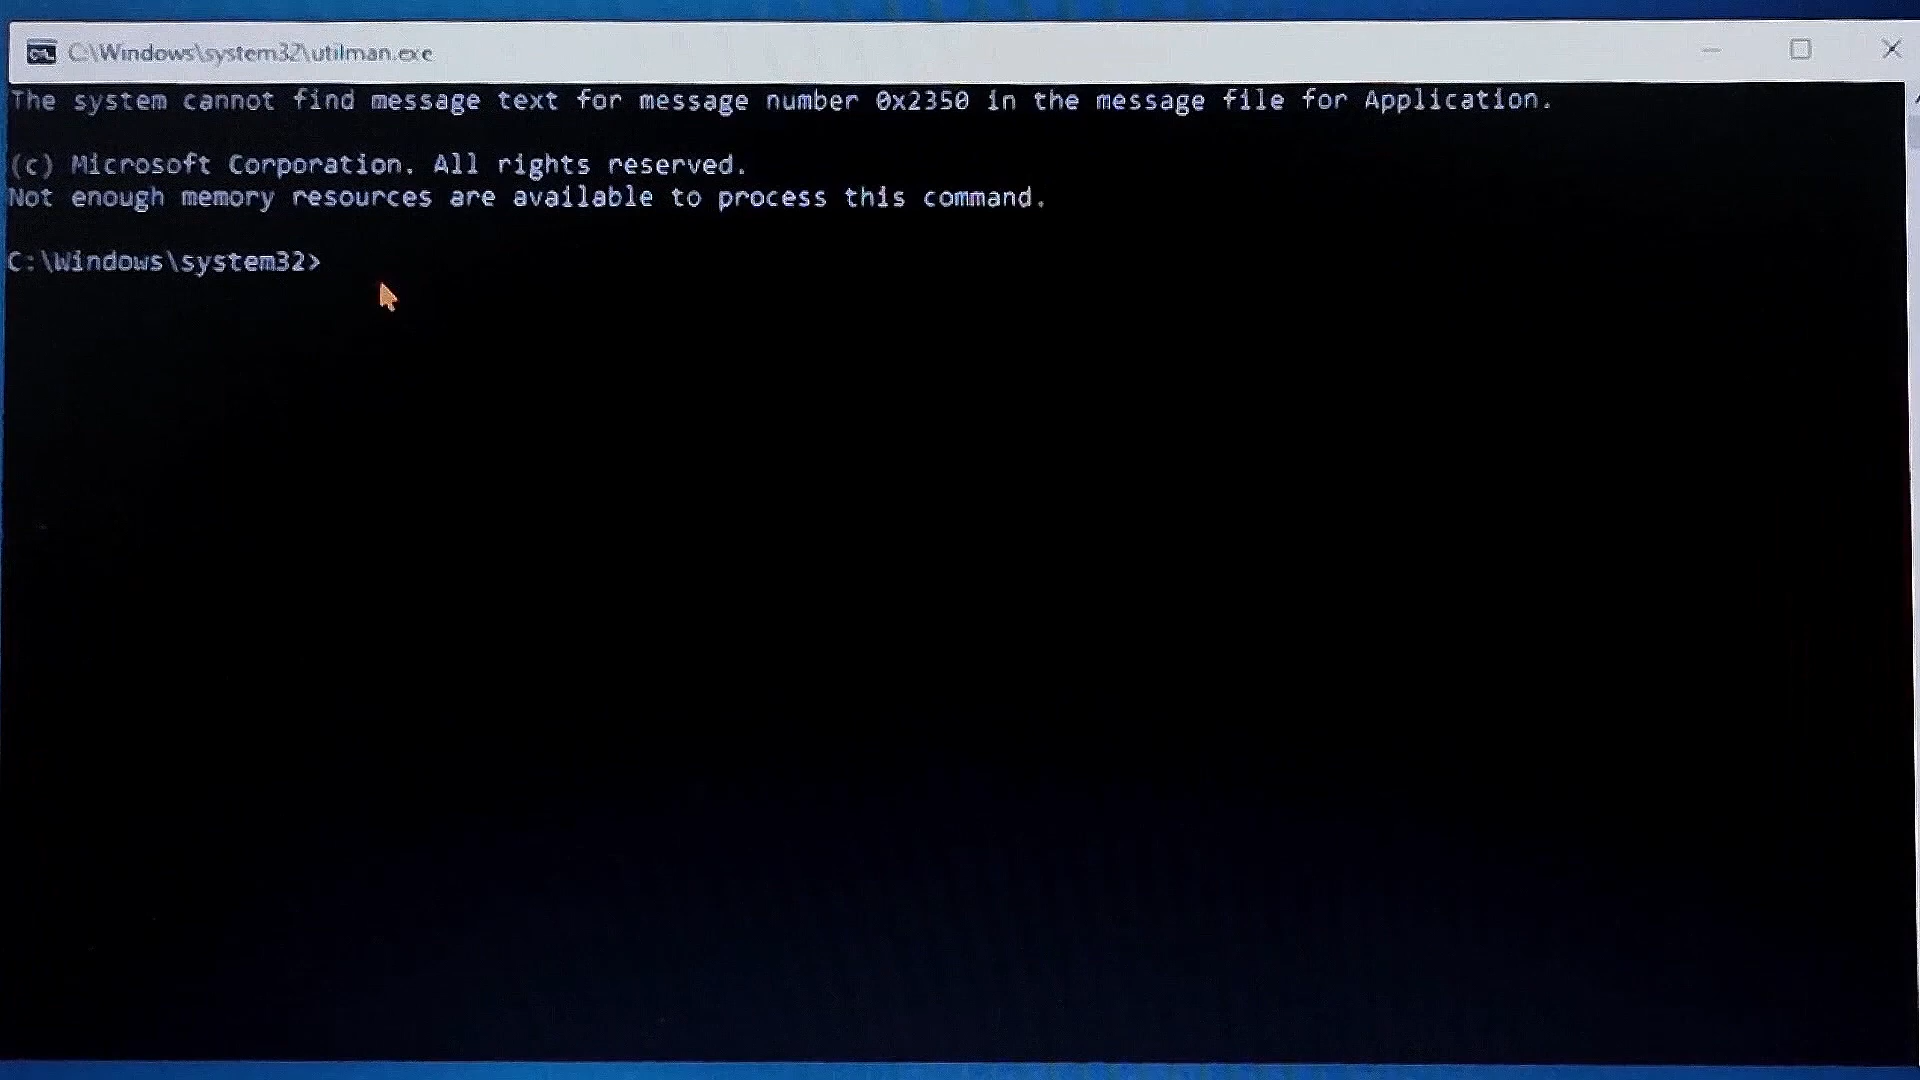 C:\Windows\system32\utilman.exe
The system cannot find message text for message number 0x2350 in the message file for Application.
(c) Microsoft Corporation. All rights reserved.
Not enough memory resources are available to process this command.
C:\Windows\system32>